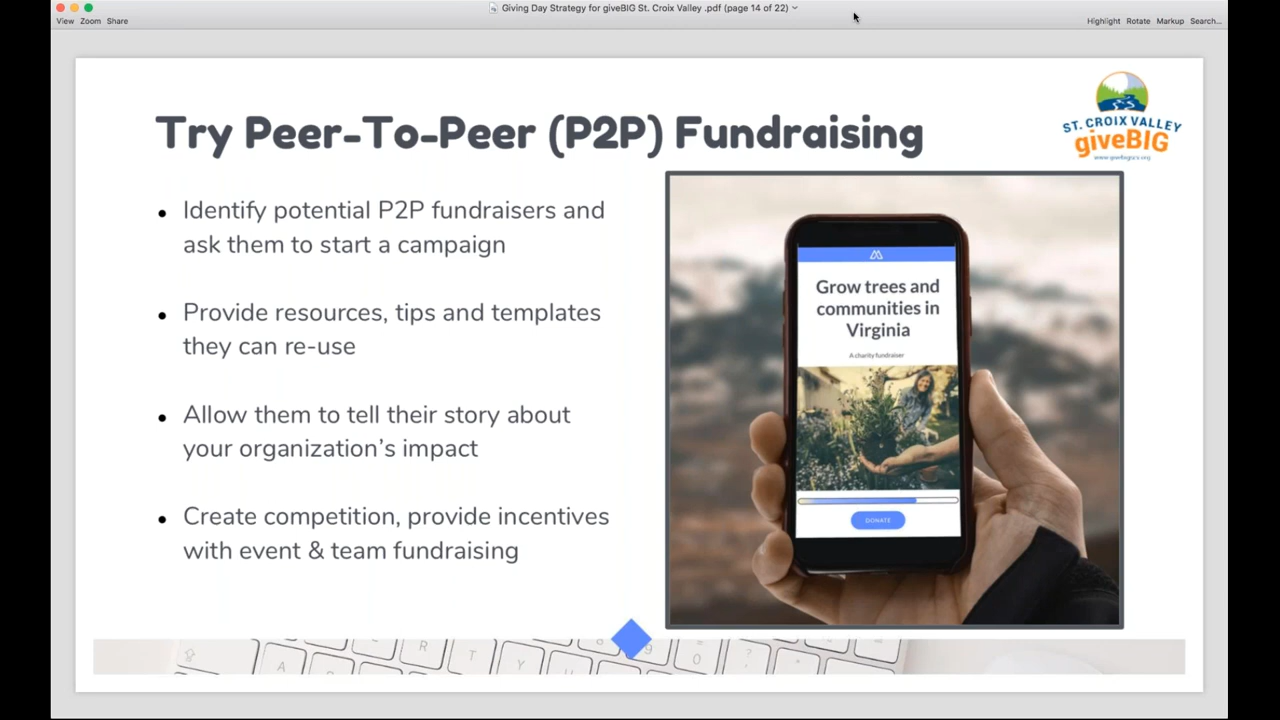 Giving Day Strategy for giveBIG St. Croix Valley .pdf (page 14 of 22)
View Zoom Share
Highlight Rotate Markup Search...
Try Peer-To-Peer (P2P) Fundraising
ST. CROIX VALLEY
giveBIG
• Identify potential P2P fundraisers and
ask them to start a campaign
• Provide resources, tips and templates
they can re-use
• Allow them to tell their story about
your organization’s impact
• Create competition, provide incentives
with event & team fundraising
Grow trees and
communities in
Virginia
A charity fundraiser
DONATE
R
T
Y
A
9
0
?